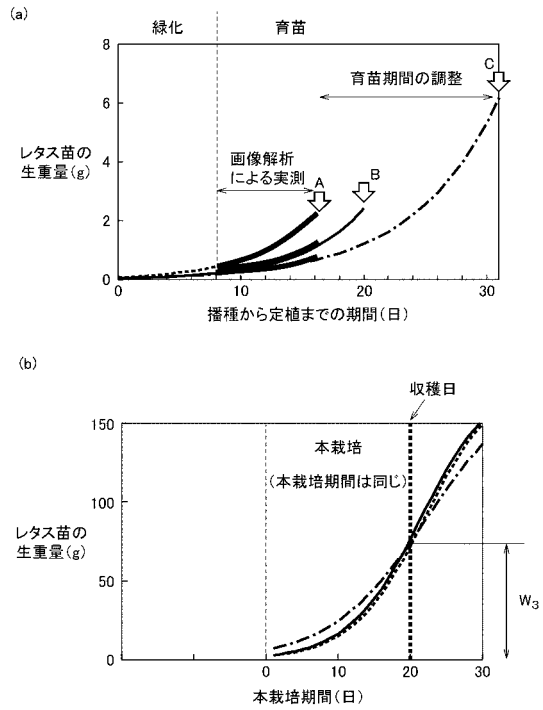 (a)
緑化
育苗
8
6
4
2
0
レタス苗の
生重量(g)
育苗期間の調整
画像解析
による実測
A
B
C
0
10
20
30
播種から定植までの期間(日)
(b)
収穫日
150
100
50
0
レタス苗の
生重量(g)
本栽培
(本栽培期間は同じ)
W₃
0
10
20
30
本栽培期間(日)